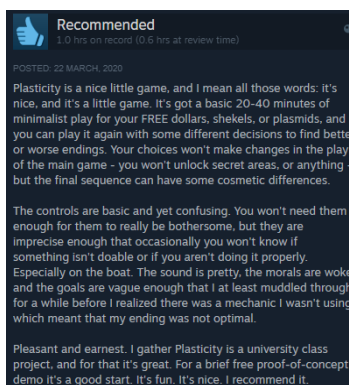 Recommended
1.0 hrs on record (0.6 hrs at review time)
POSTED: 22 MARCH, 2020
Plasticity is a nice little game, and I mean all those words: it's
nice, and it's a little game. It's got a basic 20-40 minutes of
minimalist play for your FREE dollars, shekels, or plasmids, and
you can play it again with some different decisions to find bette
or worse endings. Your choices won't make changes in the play
of the main game - you won't unlock secret areas, or anything -
but the final sequence can have some cosmetic differences.
The controls are basic and yet confusing. You won't need them
enough for them to really be bothersome, but they are
imprecise enough that occasionally you won't know if
something isn't doable or if you aren't doing it properly.
Especially on the boat. The sound is pretty, the morals are woke
and the goals are vague enough that I at least muddled through
for a while before I realized there was a mechanic I wasn't using
which meant that my ending was not optimal.
Pleasant and earnest. I gather Plasticity is a university class
project, and for that it's great. For a brief free proof-of-concept
demo it's a good start. It's fun. It's nice. I recommend it.